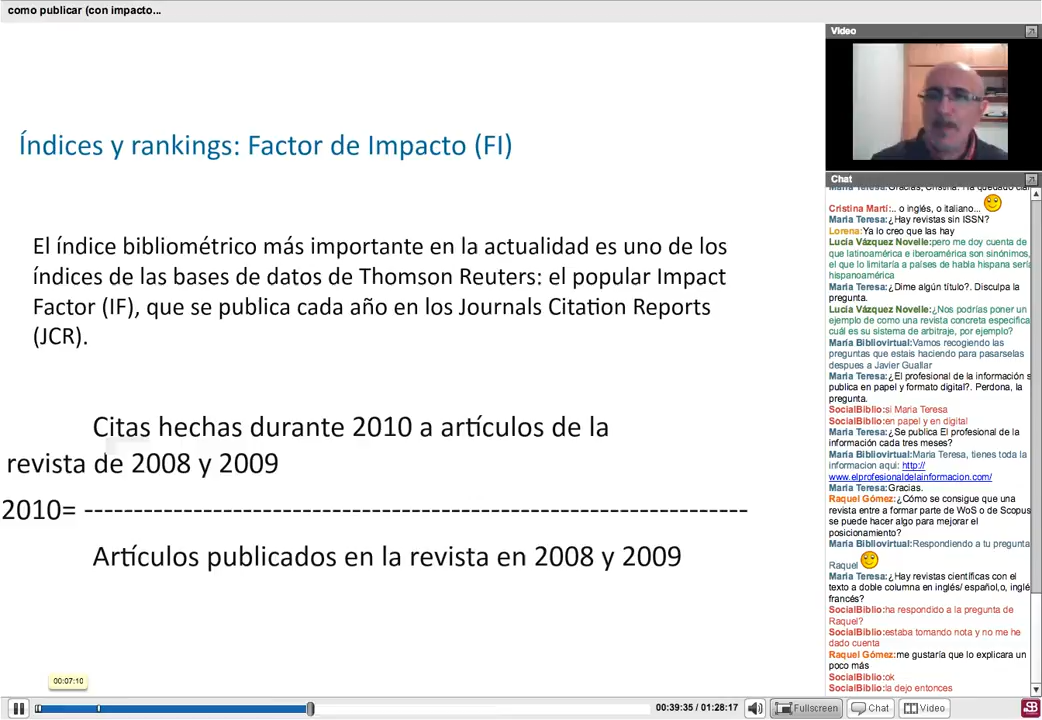 como publicar (con impacto...
Índices y rankings: Factor de Impacto (FI)
El índice bibliométrico más importante en la actualidad es uno de los
índices de las bases de datos de Thomson Reuters: el popular Impact
Factor (IF), que se publica cada año en los Journals Citation Reports
(JCR).
Citas hechas durante 2010 a artículos de la
revista de 2008 y 2009
2010= --------------------------------------------------------------------
Artículos publicados en la revista en 2008 y 2009
Video
Chat
Maria Teresa:Gracias, Cristina. Ha quedado clar
Cristina Martí:.. o inglés, o italiano...
Maria Teresa:¿Hay revistas sin ISSN?
Lorena:Ya lo creo que las hay
Lucía Vázquez Novelle:pero me doy cuenta de
que latinoamérica e iberoamérica son sinónimos,
el que lo limitaría a países de habla hispana sería
hispanoamérica
Maria Teresa:¿Dime algún título?. Disculpa la
pregunta.
Lucía Vázquez Novelle:¿Nos podrías poner un
ejemplo de como una revista concreta especifica
cuál es su sistema de arbitraje, por ejemplo?
María Bibliovirtual:Vamos recogiendo las
preguntas que estais haciendo para pasarselas
despues a Javier Guallar
Maria Teresa:¿El profesional de la información s
publica en papel y formato digital?. Perdona, la
pregunta.
SocialBiblio:si Maria Teresa
SocialBiblio:en papel y en digital
Maria Teresa:¿Se publica El profesional de la
información cada tres meses?
María Bibliovirtual:Maria Teresa, tienes toda la
informacion aqui: http://
www.elprofesionaldelainformacion.com/
Maria Teresa:Gracias.
Raquel Gómez:¿Cómo se consigue que una
revista entre a formar parte de WoS o de Scopus
se puede hacer algo para mejorar el
posicionamiento?
María Bibliovirtual:Respondiendo a tu pregunta
Raquel
Maria Teresa:¿Hay revistas científicas con el
texto a doble columna en inglés/ español,o, inglé
francés?
SocialBiblio:ha respondido a la pregunta de
Raquel?
SocialBiblio:estaba tomando nota y no me he
dado cuenta
Raquel Gómez:me gustaría que lo explicara un
poco más
SocialBiblio:ok
SocialBiblio:la dejo entonces
00:07:10
00:39:35 / 01:28:17
Fullscreen
Chat
Video
SB